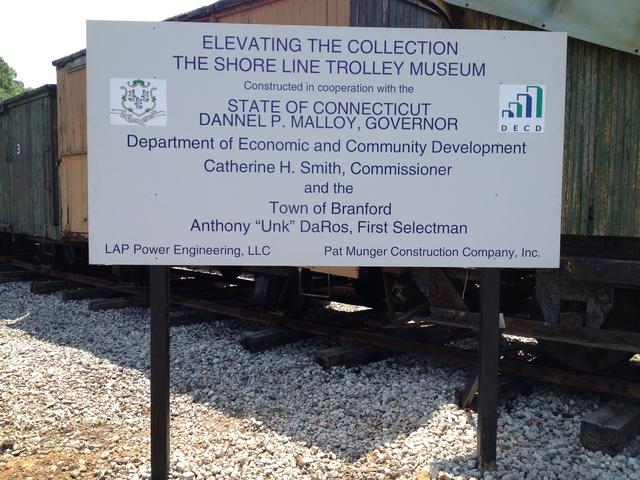 ELEVATING THE COLLECTION
THE SHORE LINE TROLLEY MUSEUM
Constructed in cooperation with the
STATE OF CONNECTICUT
DANNEL P. MALLOY, GOVERNOR
DECD
Department of Economic and Community Development
Catherine H. Smith, Commissioner
and the
Town of Branford
Anthony “Unk” DaRos, First Selectman
LAP Power Engineering, LLC Pat Munger Construction Company, Inc.
3